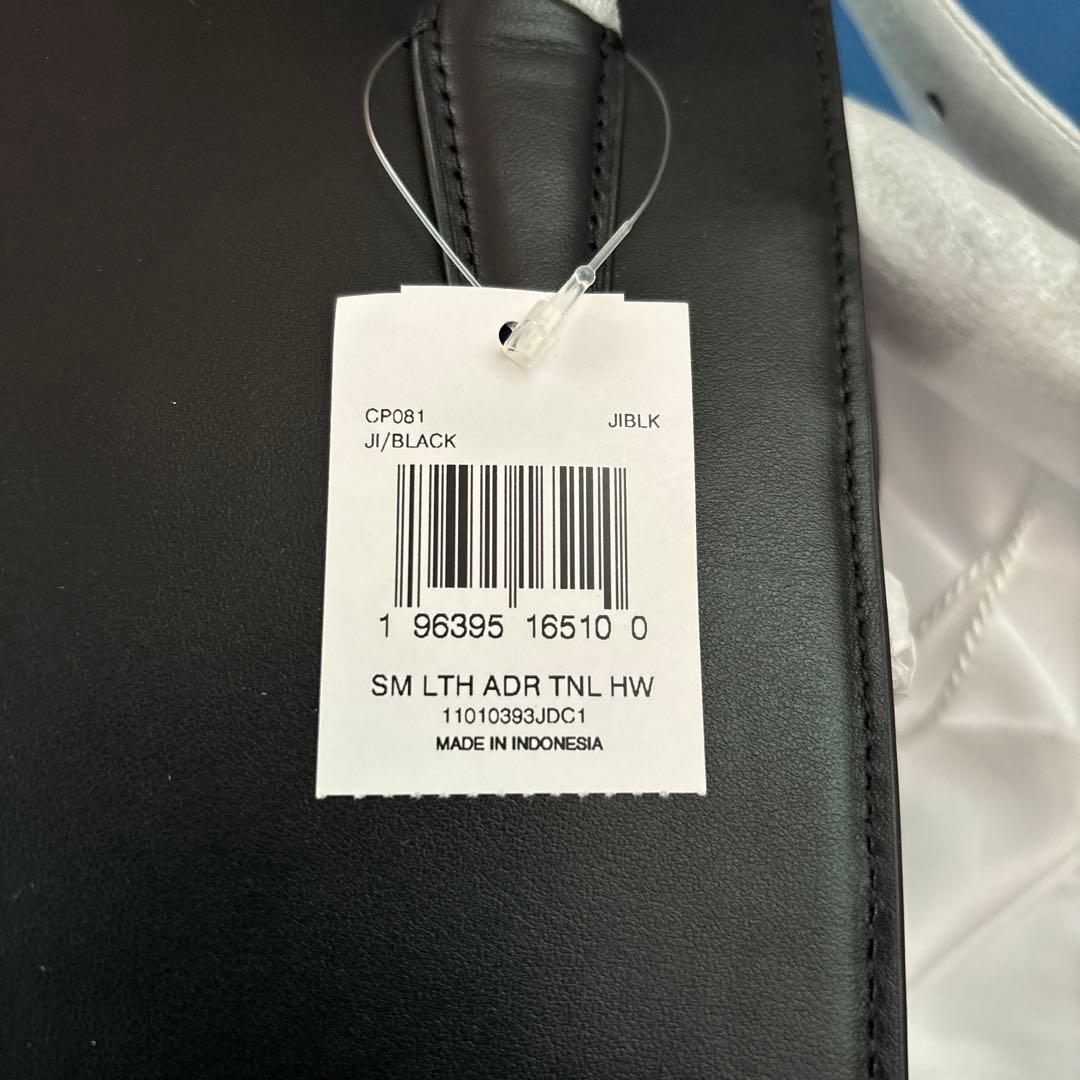 CP081 JIBLK
JI/BLACK
1 96395 16510 0
SM LTH ADR TNL HW
11010393JDC1
MADE IN INDONESIA